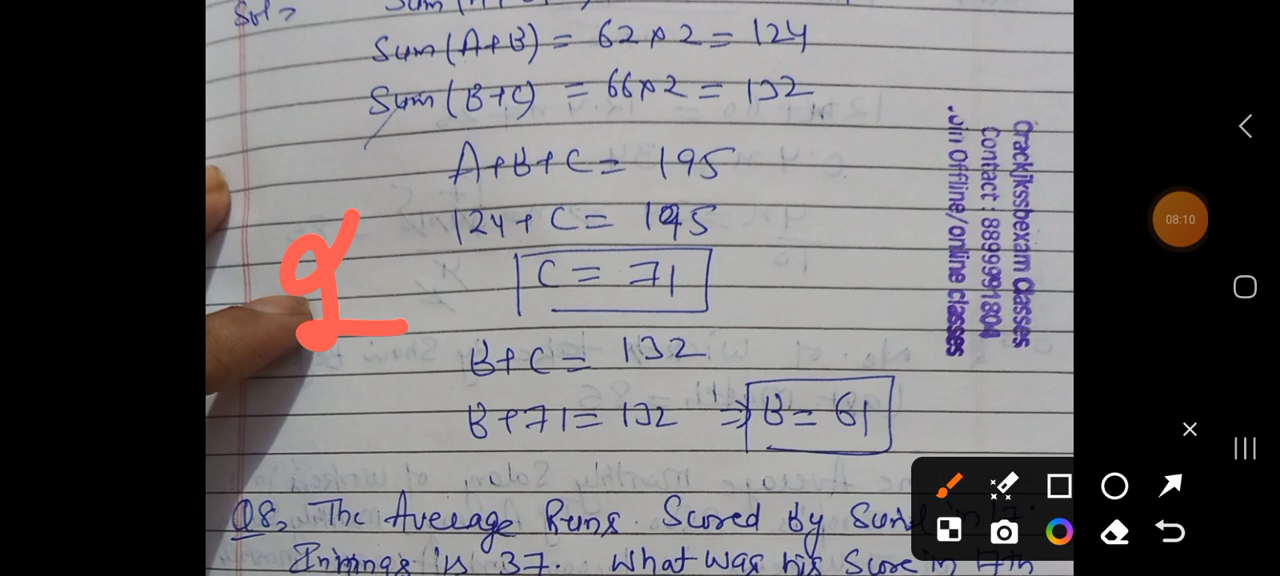 Sol⇒
Sum(A+B) = 62×2 = 124
Sum(B+C) = 66×2 = 132
A+B+C = 195
124+C = 195
C = 71
B+C = 132
B+71 = 132 ⇒ B = 61
Q8, The Average Runs Scored By
Innings is 37. What was his Score in 17th
Crackjkssbexam Classes
Contact : 8899991804
Join Offline/online classes
08:10